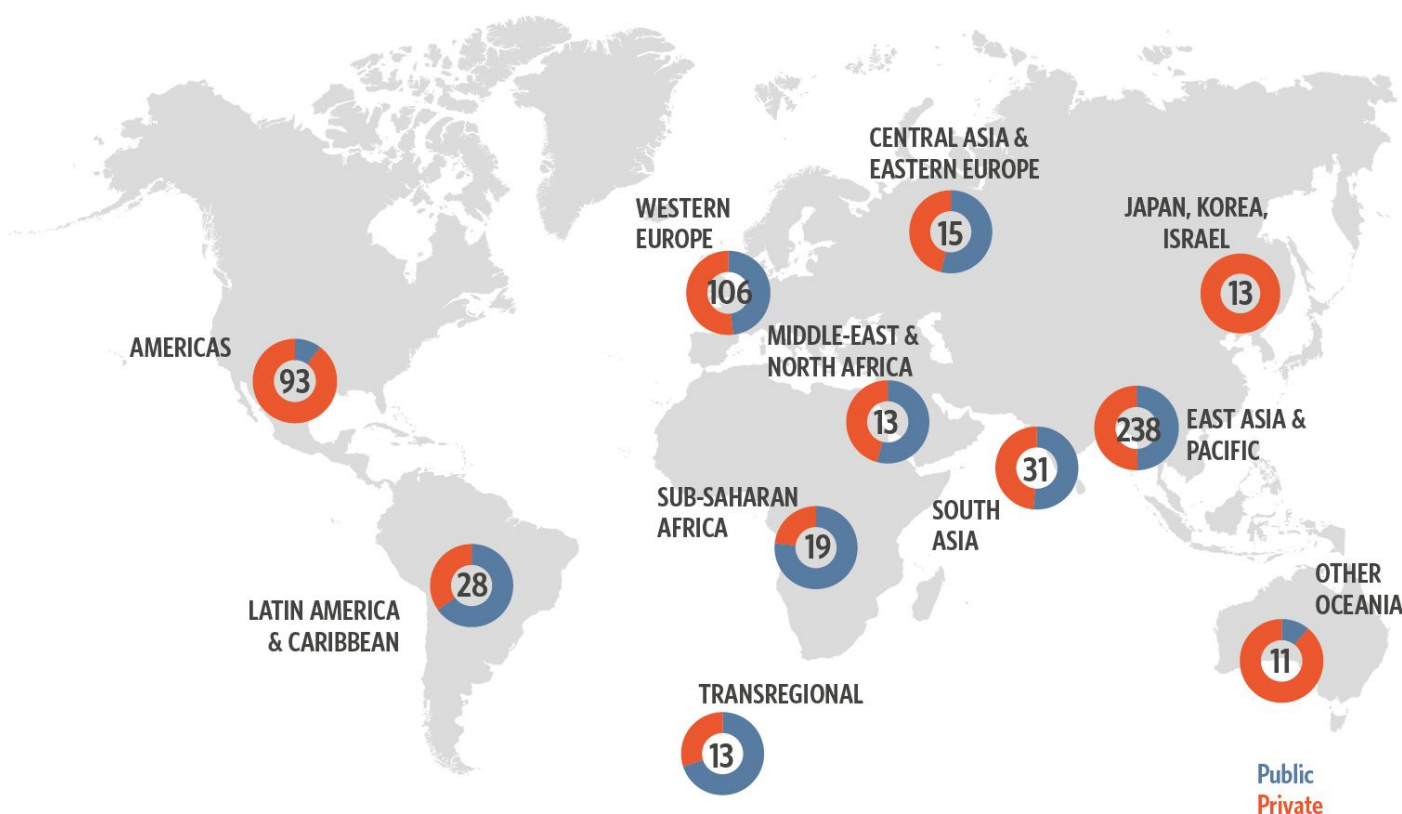 CENTRAL ASIA &
EASTERN EUROPE
15
WESTERN
EUROPE
106
JAPAN, KOREA,
ISRAEL
13
AMERICAS
93
MIDDLE-EAST &
NORTH AFRICA
13
EAST ASIA &
PACIFIC
238
SOUTH
ASIA
31
SUB-SAHARAN
AFRICA
19
LATIN AMERICA
& CARIBBEAN
28
OTHER
OCEANIA
11
TRANSREGIONAL
13
Public
Private